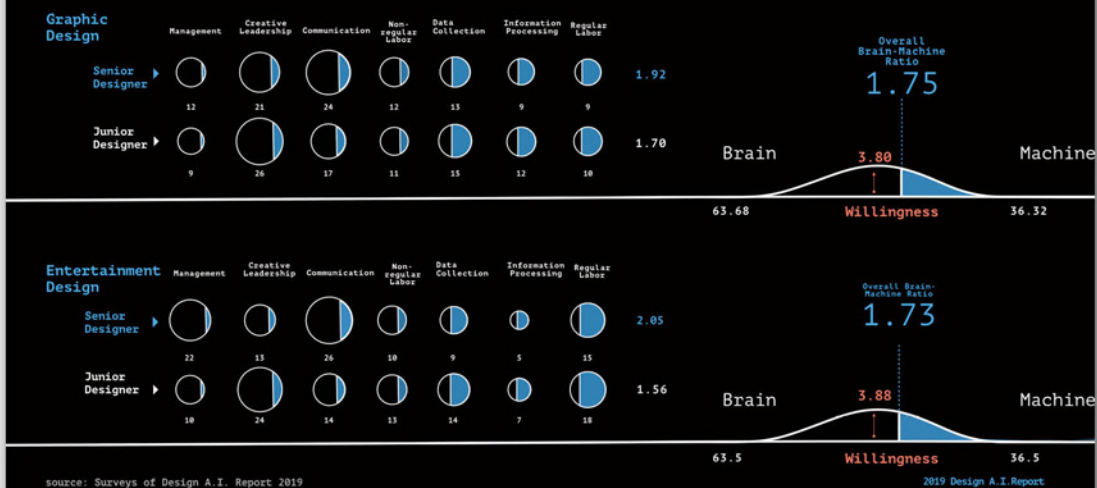 Graphic
Design
Management
Creative
Leadership
Communication
Non-
regular
Labor
Data
Collection
Information
Processing
Regular
Labor
Senior
Designer
12 21 24 12 13 9 9
1.92
Junior
Designer
9 26 17 11 15 12 10
1.70
Overall
Brain-Machine
Ratio
1.75
Brain
3.80
Machine
63.68
Willingness
36.32
Entertainment
Design
Management
Creative
Leadership
Communication
Non-
regular
Labor
Data
Collection
Information
Processing
Regular
Labor
Senior
Designer
22 13 26 10 9 5 15
2.05
Junior
Designer
10 24 14 13 14 7 18
1.56
Overall Brain-
Machine Ratio
1.73
Brain
3.88
Machine
63.5
Willingness
36.5
source: Surveys of Design A.I. Report 2019
2019 Design A.I.Report